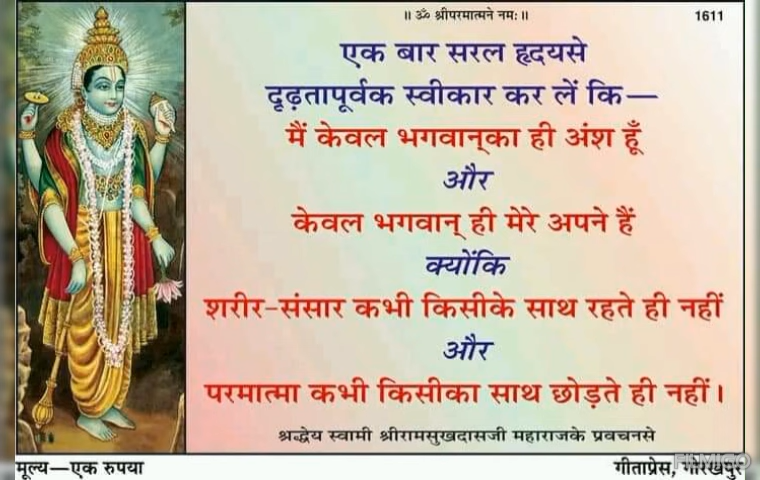 ॥ ॐ श्रीपरमात्मने नमः॥ 1611
एक बार सरल हृदयसे
दृढ़तापूर्वक स्वीकार कर लें कि—
मैं केवल भगवान्‌का ही अंश हूँ
और
केवल भगवान् ही मेरे अपने हैं
क्योंकि
शरीर-संसार कभी किसीके साथ रहते ही नहीं
और
परमात्मा कभी किसीका साथ छोड़ते ही नहीं।
श्रद्धेय स्वामी श्रीरामसुखदासजी महाराजके प्रवचनसे
मूल्य—एक रुपया गीताप्रेस, गोरखपुर
FILMIGO